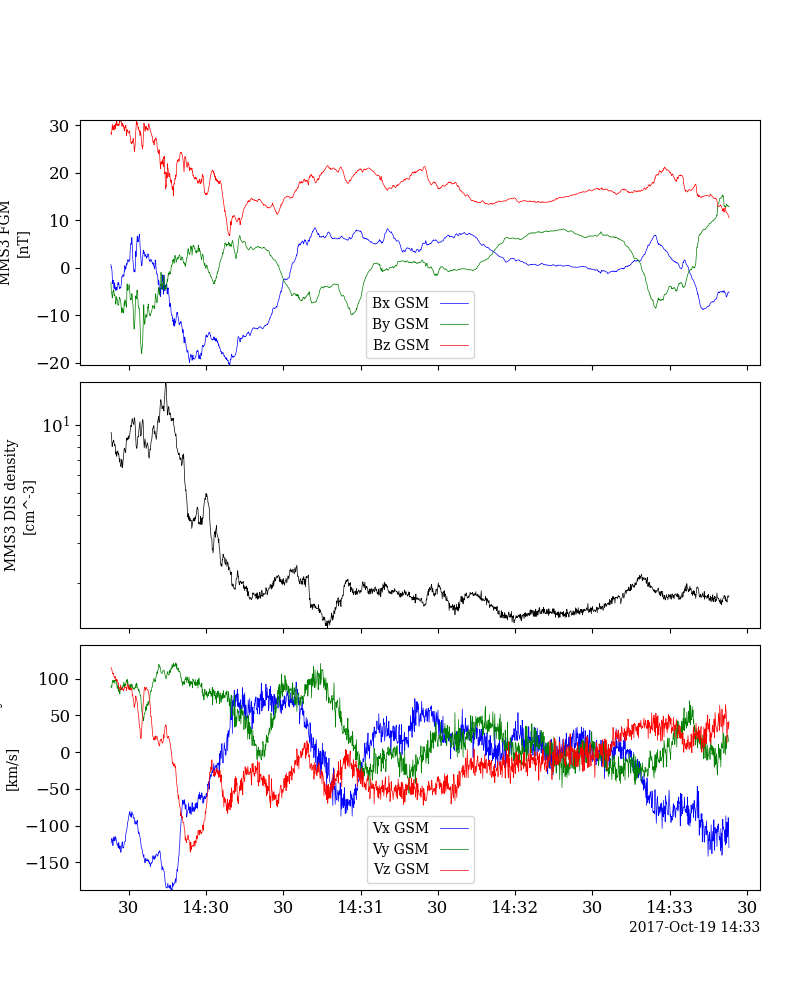 30
20
10
0
−10
−20
MMS3 FGM
[nT]
Bx GSM
By GSM
Bz GSM
10^1
MMS3 DIS density
[cm^-3]
100
50
0
−50
−100
−150
[km/s]
Vx GSM
Vy GSM
Vz GSM
30 14:30 30 14:31 30 14:32 30 14:33 30
2017-Oct-19 14:33